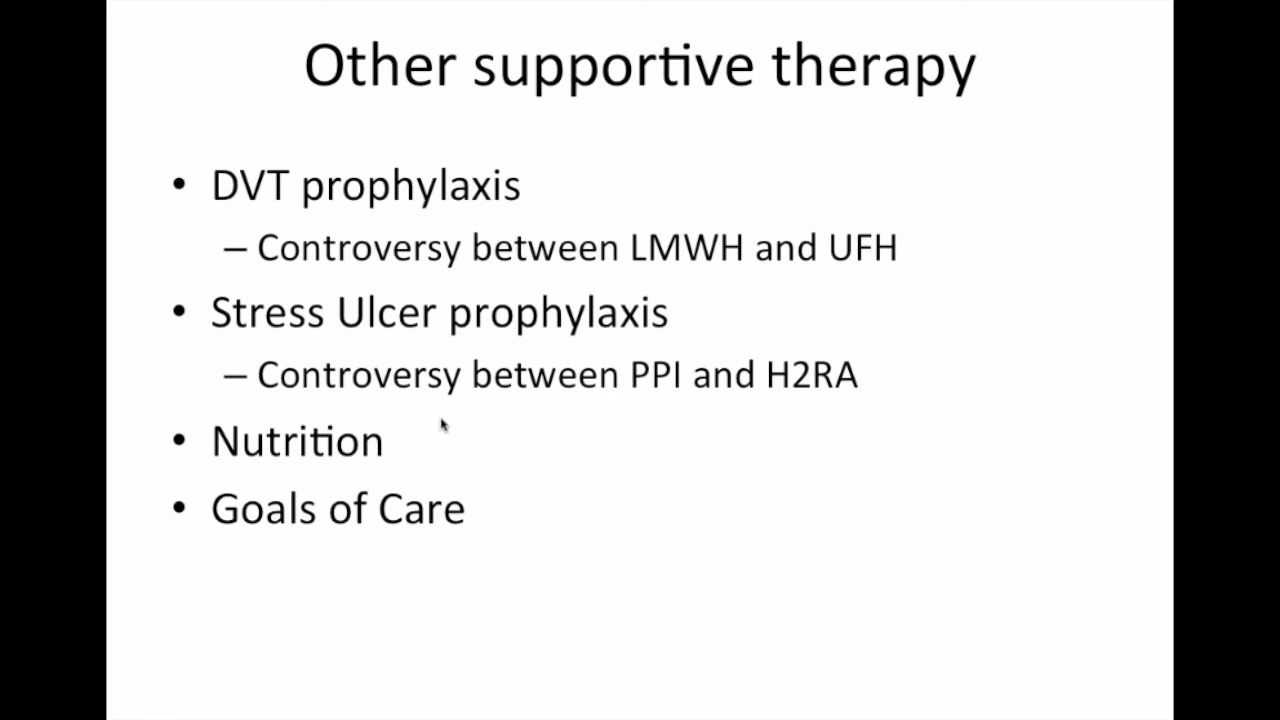 Other supportive therapy
• DVT prophylaxis
– Controversy between LMWH and UFH
• Stress Ulcer prophylaxis
– Controversy between PPI and H2RA
• Nutrition
• Goals of Care